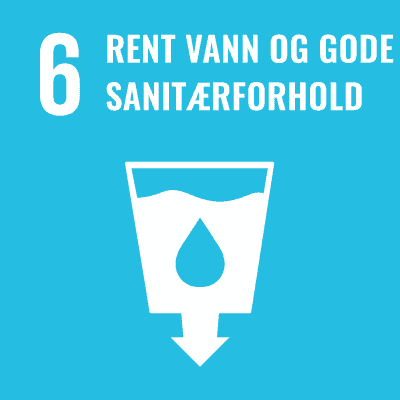 6 RENT VANN OG GODE
SANITÆRFORHOLD